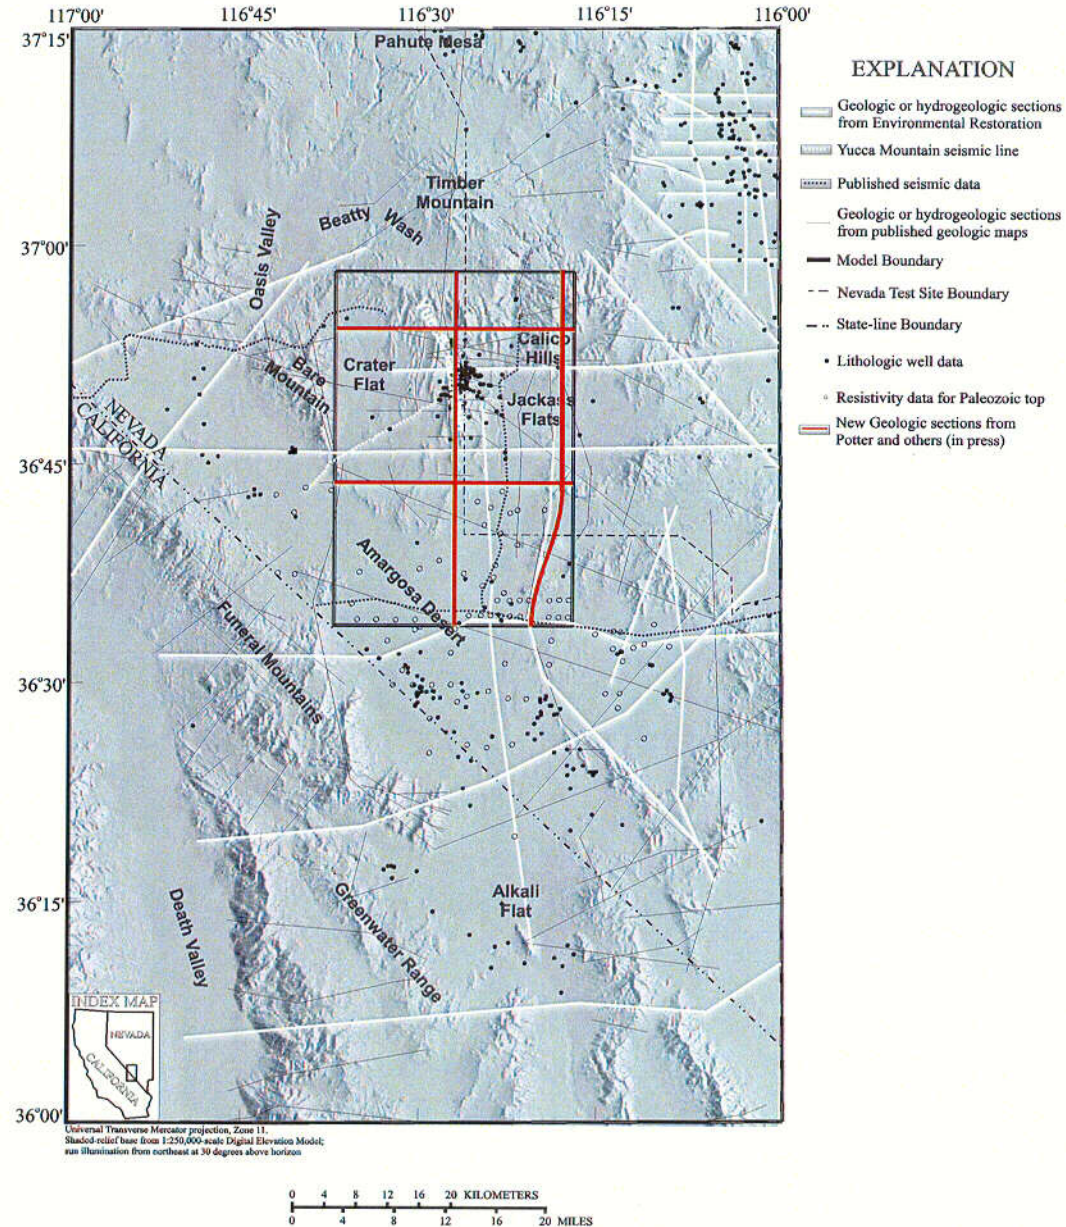 117°00'
116°45'
116°30'
116°15'
116°00'
37°15'
Pahute Mesa
EXPLANATION
Geologic or hydrogeologic sections
from Environmental Restoration
Yucca Mountain seismic line
Published seismic data
Geologic or hydrogeologic sections
from published geologic maps
Model Boundary
Nevada Test Site Boundary
State-line Boundary
Lithologic well data
Resistivity data for Paleozoic top
New Geologic sections from
Potter and others (in press)
Timber
Mountain
Beatty Wash
Oasis Valley
37°00'
Calico
Hills
Crater
Flat
Bare
Mountain
Jackass
Flats
NEVADA
CALIFORNIA
36°45'
Amargosa Desert
Funeral Mountains
36°30'
36°15'
Death Valley
Greenwater Range
Alkali
Flat
INDEX MAP
NEVADA
CALIFORNIA
36°00'
Universal Transverse Mercator projection, Zone 11.
Shaded-relief base from 1:250,000-scale Digital Elevation Model;
sun illumination from northeast at 30 degrees above horizon
0 4 8 12 16 20 KILOMETERS
0 4 8 12 16 20 MILES